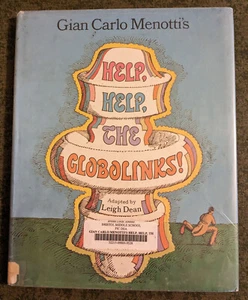 Gian Carlo Menotti's
HELP,
HELP,
THE
GLOBOLINKS!
Adapted by
Leigh Dean